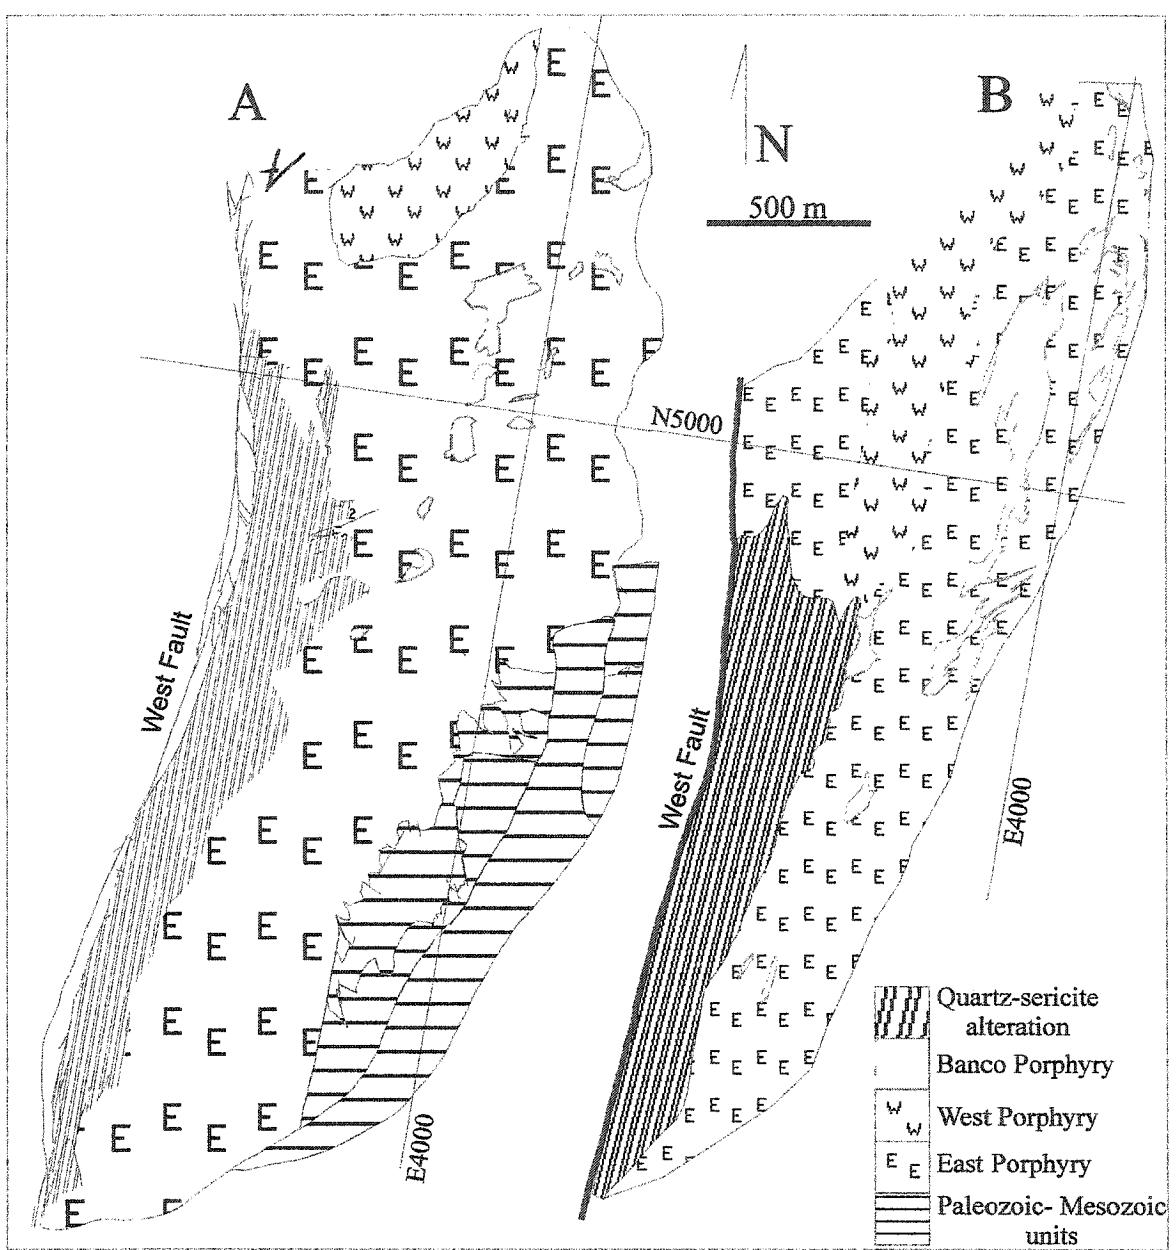 A
B
N
500 m
N5000
West Fault
West Fault
E4000
E4000
2
Quartz-sericite
alteration
Banco Porphyry
W W
West Porphyry
E E
East Porphyry
Paleozoic- Mesozoic
units